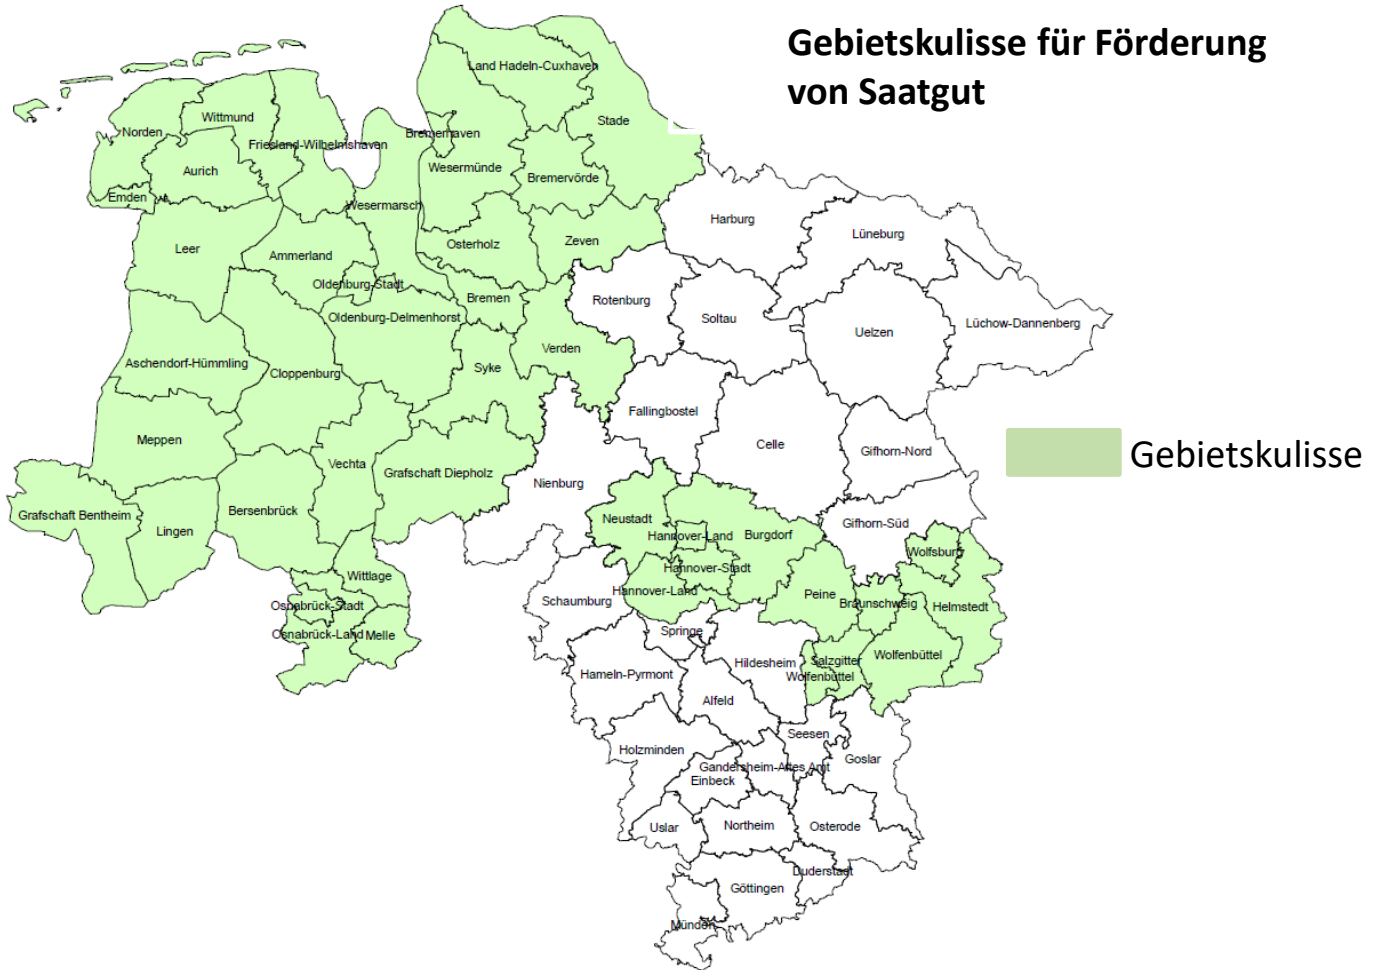 Gebietskulisse für Förderung
von Saatgut
Land Hadeln-Cuxhaven
Stade
Norden
Wittmund
Bremerhaven
Friesland-Wilhelmshaven
Aurich
Wesermünde
Bremervörde
Emden
Wesermarsch
Harburg
Lüneburg
Leer
Ammerland
Osterholz
Zeven
Oldenburg-Stadt
Bremen
Rotenburg
Soltau
Oldenburg-Delmenhorst
Uelzen
Lüchow-Dannenberg
Aschendorf-Hümmling
Cloppenburg
Syke
Verden
Fallingbostel
Meppen
Celle
Gifhorn-Nord
Gebietskulisse
Vechta
Grafschaft Diepholz
Nienburg
Grafschaft Bentheim
Lingen
Bersenbrück
Neustadt
Hannover-Land
Burgdorf
Gifhorn-Süd
Wolfsburg
Wittlage
Hannover-Stadt
Hannover-Land
Schaumburg
Peine
Braunschweig
Helmstedt
Osnabrück-Stadt
Osnabrück-Land
Melle
Springe
Hildesheim
Salzgitter
Wolfenbüttel
Wolfenbüttel
Hameln-Pyrmont
Alfeld
Seesen
Holzminden
Goslar
Gandersheim-Altes Amt
Einbeck
Uslar
Northeim
Osterode
Duderstadt
Göttingen
Münden